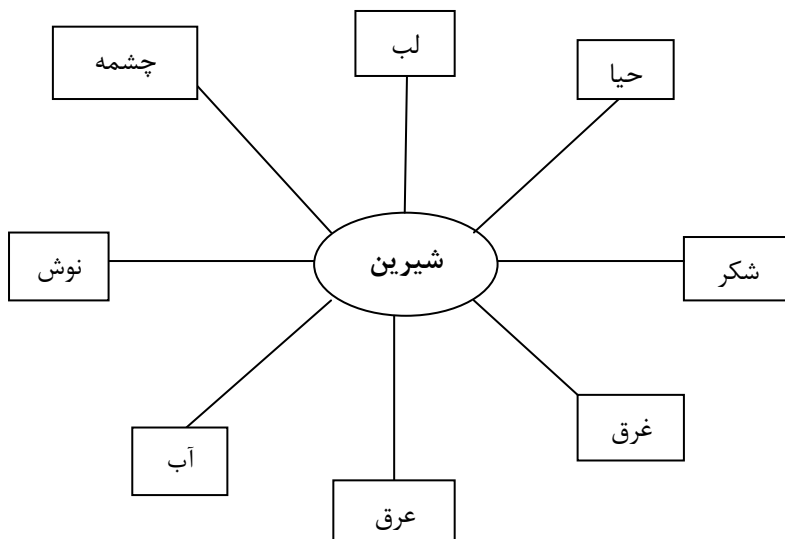 لب
حیا
چشمه
شیرین
شکر
نوش
غرق
آب
عرق